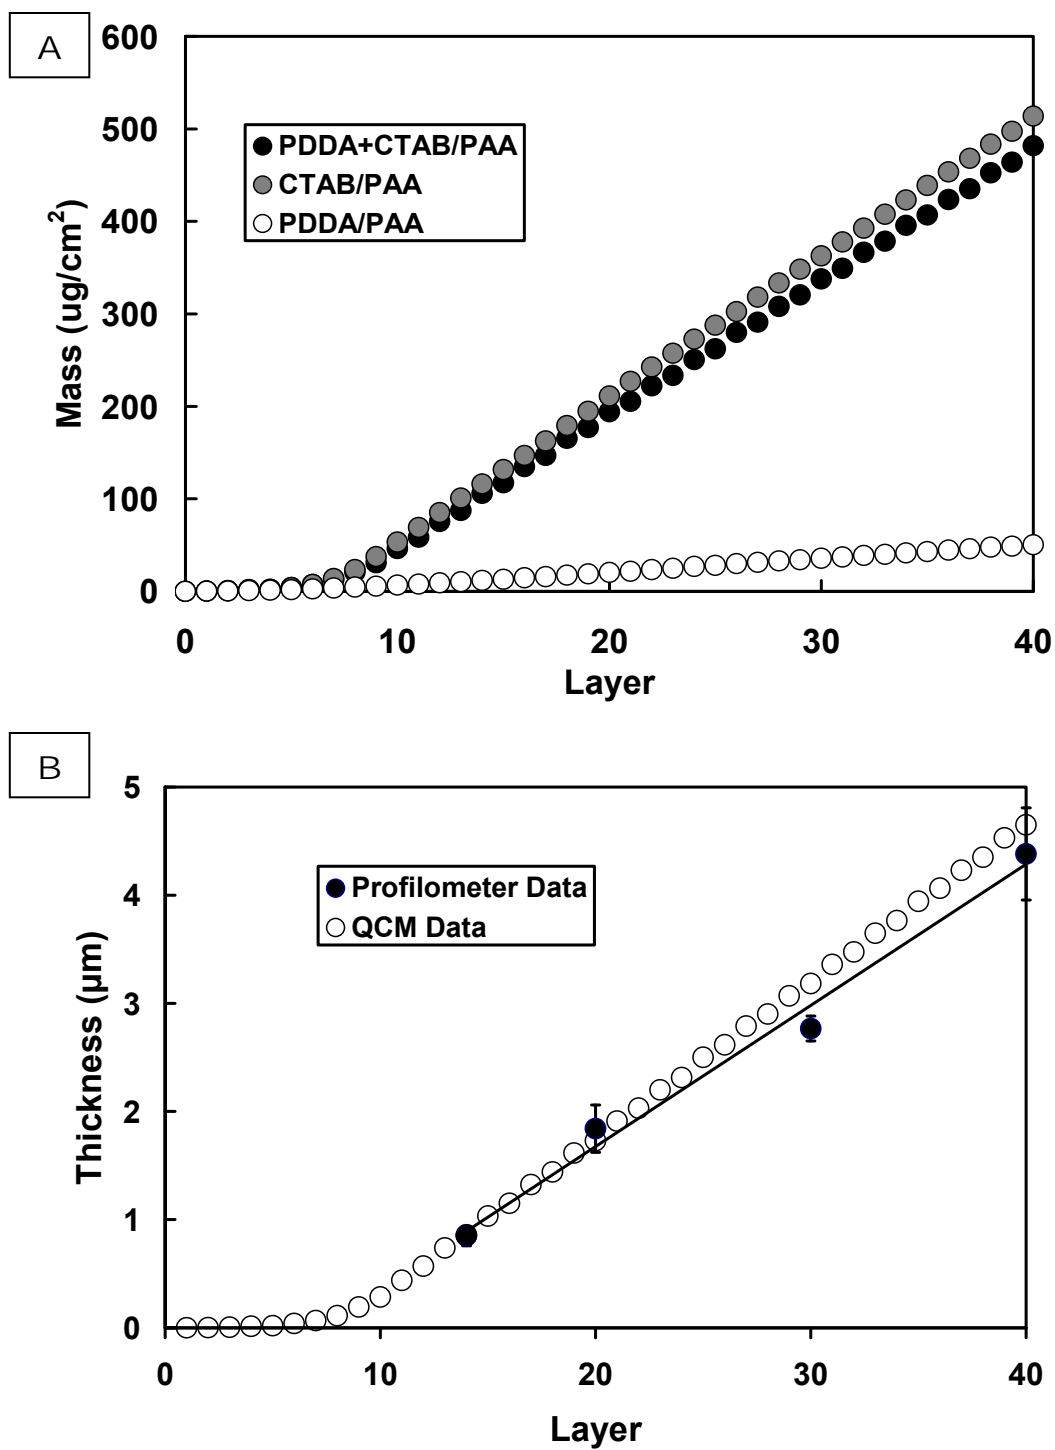 A
600
500
400
300
200
100
0
Mass (ug/cm²)
PDDA+CTAB/PAA
CTAB/PAA
PDDA/PAA
0 10 20 30 40
Layer
B
5
4
3
2
1
0
Thickness (µm)
Profilometer Data
QCM Data
0 10 20 30 40
Layer